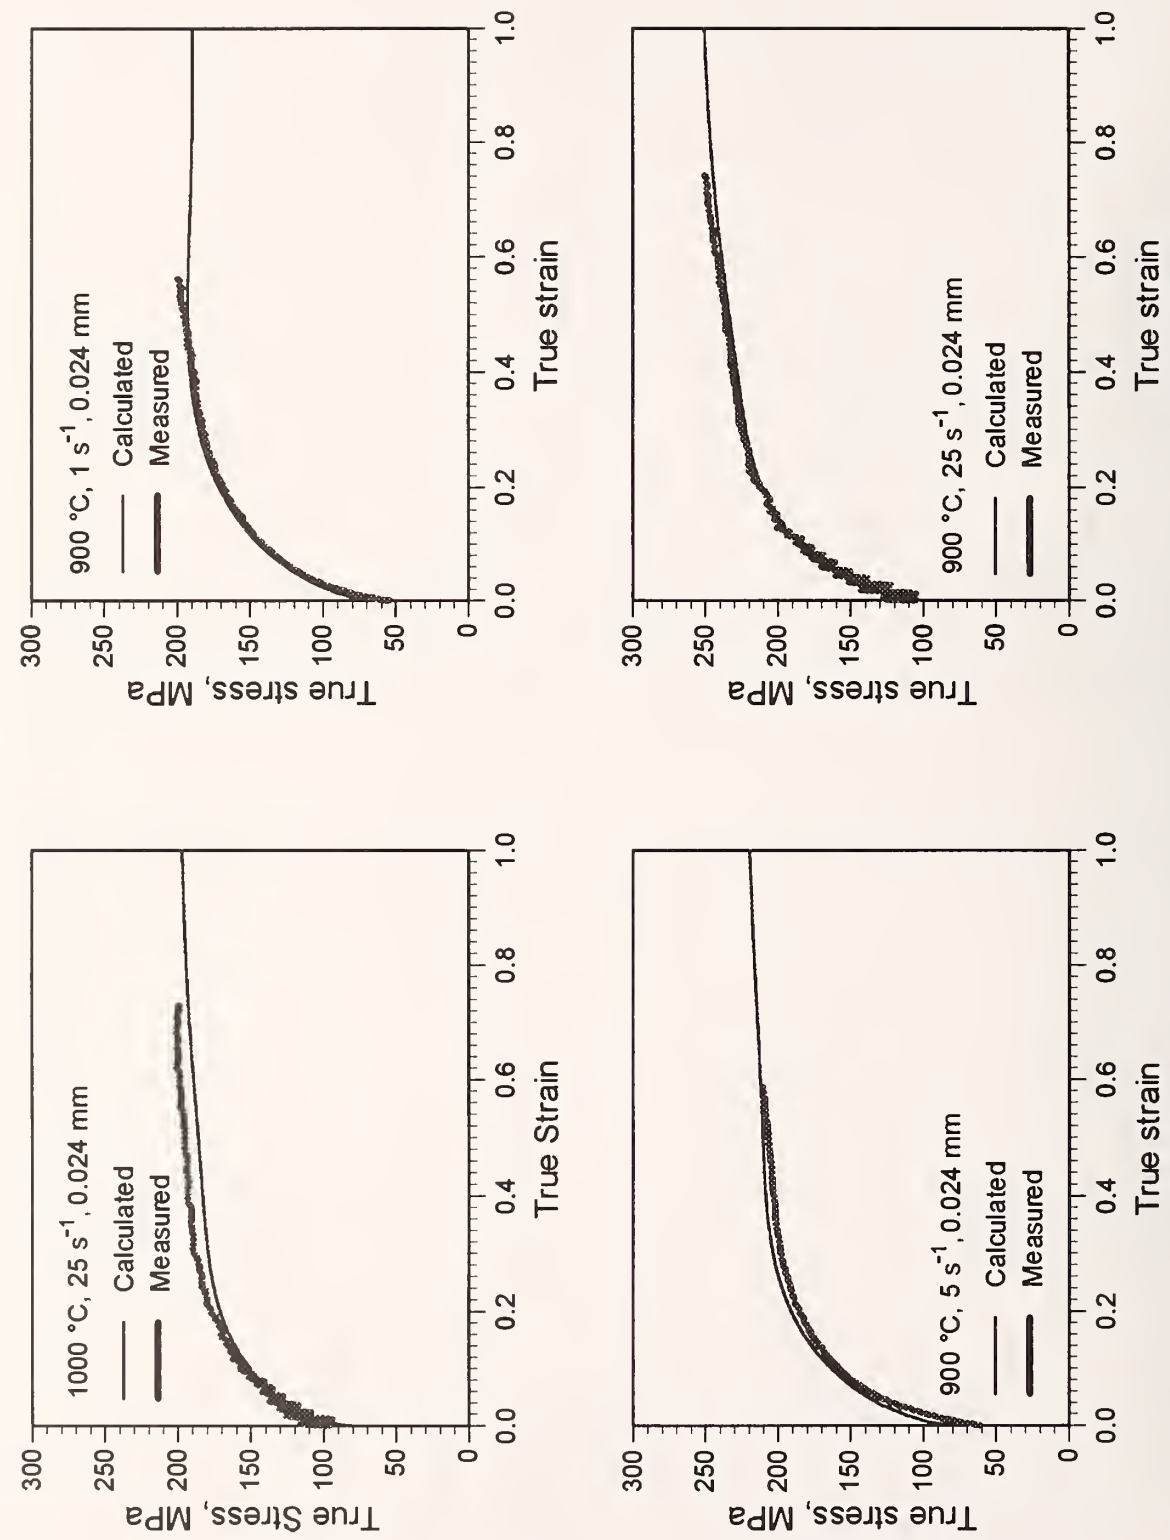 True Stress, MPa
300
250
200
150
100
50
0
1000 °C, 25 s⁻¹, 0.024 mm
Calculated
Measured
0.0 0.2 0.4 0.6 0.8 1.0
True Strain
True stress, MPa
300
250
200
150
100
50
0
900 °C, 1 s⁻¹, 0.024 mm
Calculated
Measured
0.0 0.2 0.4 0.6 0.8 1.0
True strain
True stress, MPa
300
250
200
150
100
50
0
900 °C, 5 s⁻¹, 0.024 mm
Calculated
Measured
0.0 0.2 0.4 0.6 0.8 1.0
True strain
True stress, MPa
300
250
200
150
100
50
0
900 °C, 25 s⁻¹, 0.024 mm
Calculated
Measured
0.0 0.2 0.4 0.6 0.8 1.0
True strain